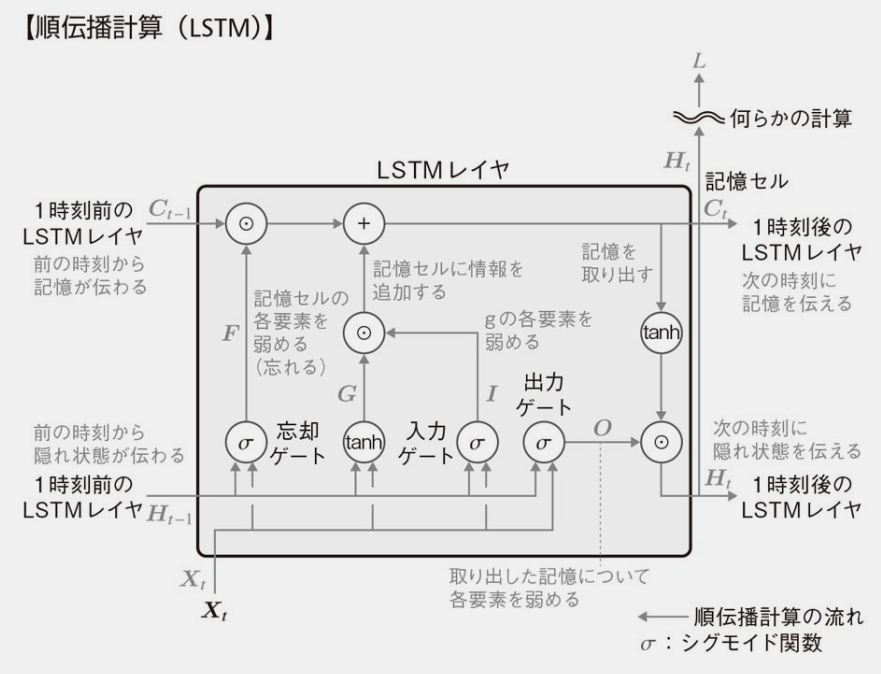 【順伝播計算（LSTM）】
L
何らかの計算
H_t
LSTMレイヤ
記憶セル
1時刻前の
LSTMレイヤ
C_{t-1}
⊙
+
C_t
1時刻後の
LSTMレイヤ
前の時刻から
記憶が伝わる
記憶セルに情報を
追加する
記憶を
取り出す
次の時刻に
記憶を伝える
F
記憶セルの
各要素を
弱める
（忘れる）
⊙
gの各要素を
弱める
tanh
G
I
出力
ゲート
前の時刻から
隠れ状態が伝わる
σ
忘却
ゲート
tanh
入力
ゲート
σ
σ
O
⊙
次の時刻に
隠れ状態を伝える
1時刻前の
LSTMレイヤ
H_{t-1}
H_t
1時刻後の
LSTMレイヤ
X_t
X_t
取り出した記憶について
各要素を弱める
順伝播計算の流れ
σ：シグモイド関数